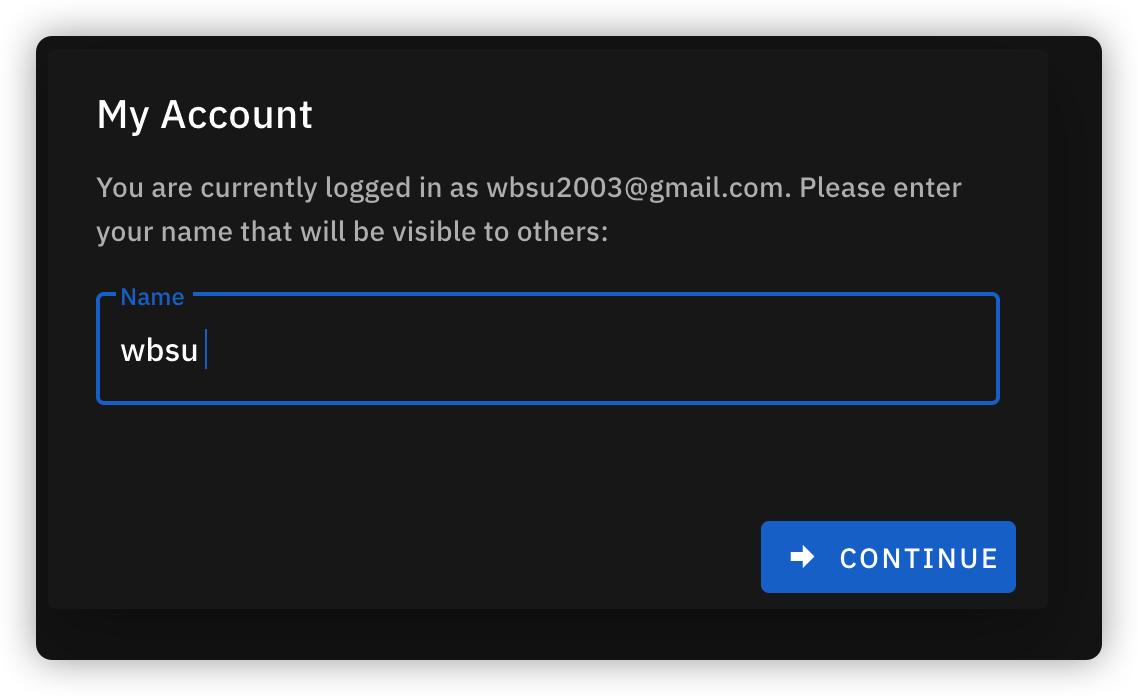 My Account
You are currently logged in as wbsu2003@gmail.com. Please enter
your name that will be visible to others:
Name
wbsu
CONTINUE